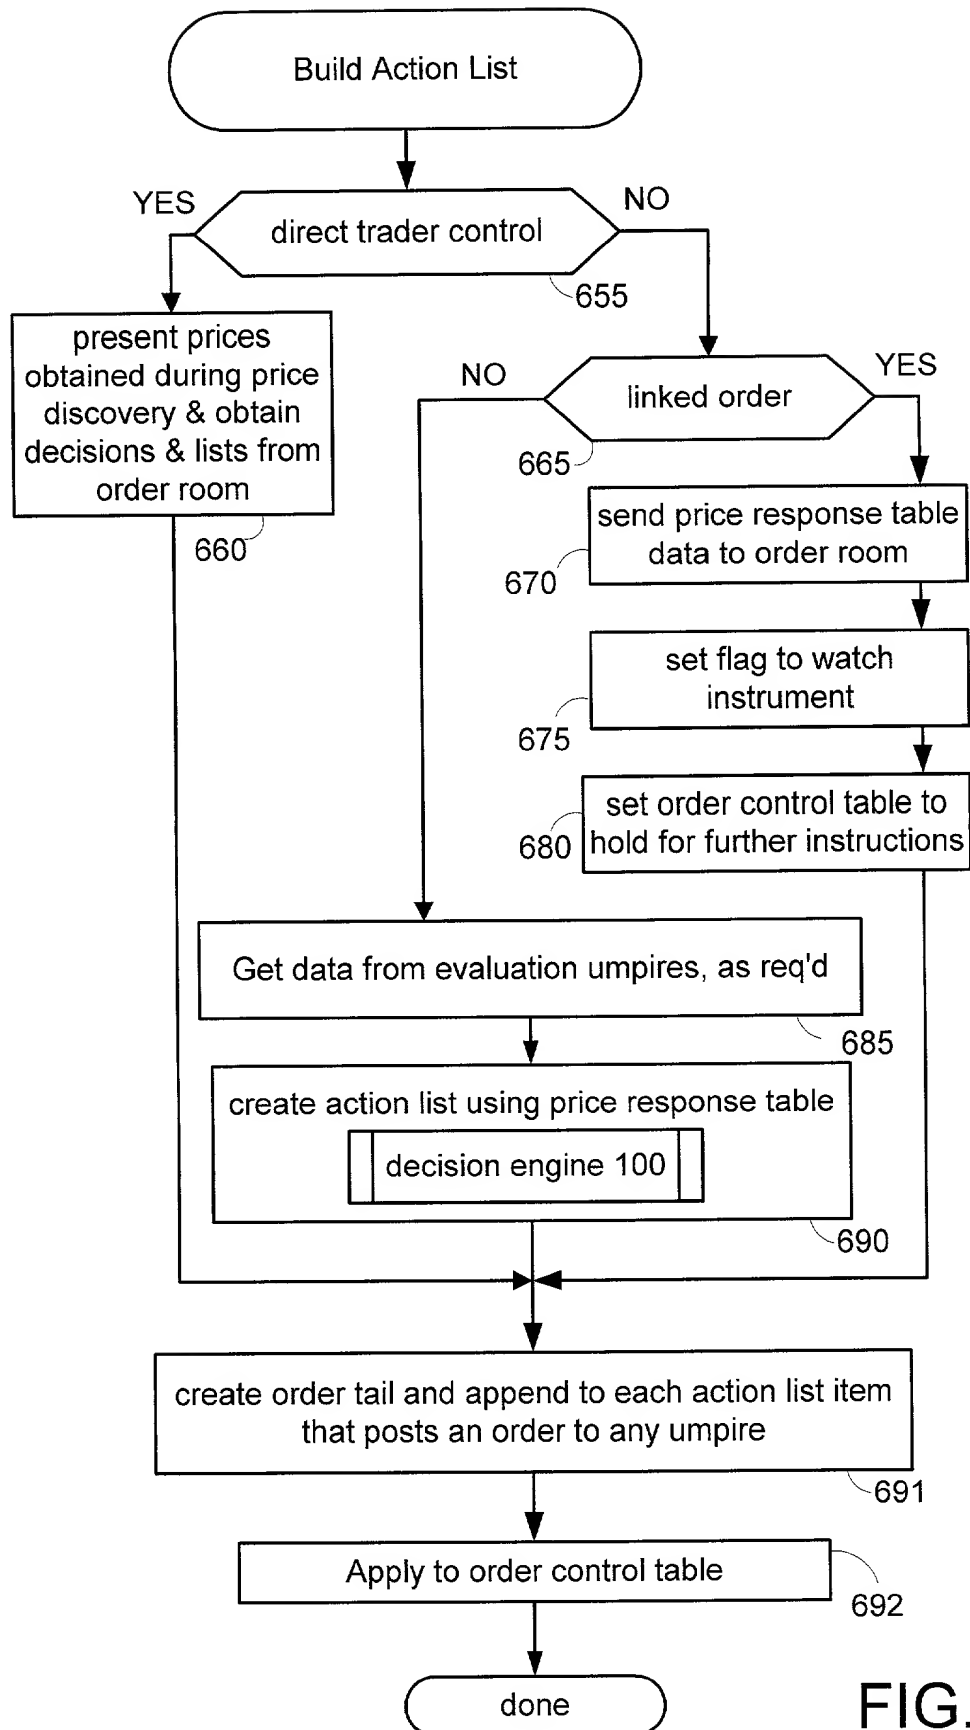 Build Action List
YES
NO
direct trader control
655
present prices
obtained during price
discovery & obtain
decisions & lists from
order room
660
NO
YES
linked order
665
send price response table
data to order room
670
set flag to watch
instrument
675
set order control table to
hold for further instructions
680
Get data from evaluation umpires, as req'd
685
create action list using price response table
decision engine 100
690
create order tail and append to each action list item
that posts an order to any umpire
691
Apply to order control table
692
done
FIG.